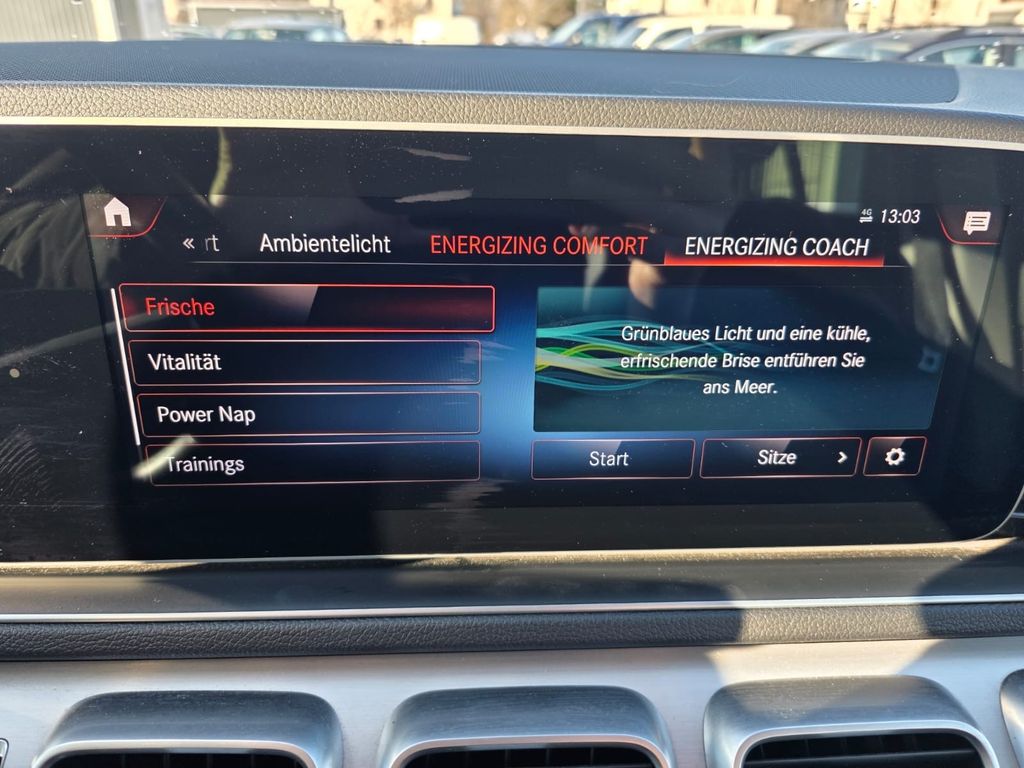 4G 13:03
« rt Ambientelicht ENERGIZING COMFORT ENERGIZING COACH
Frische
Vitalität
Power Nap
Trainings
Grünblaues Licht und eine kühle,
erfrischende Brise entführen Sie
ans Meer.
Start
Sitze >